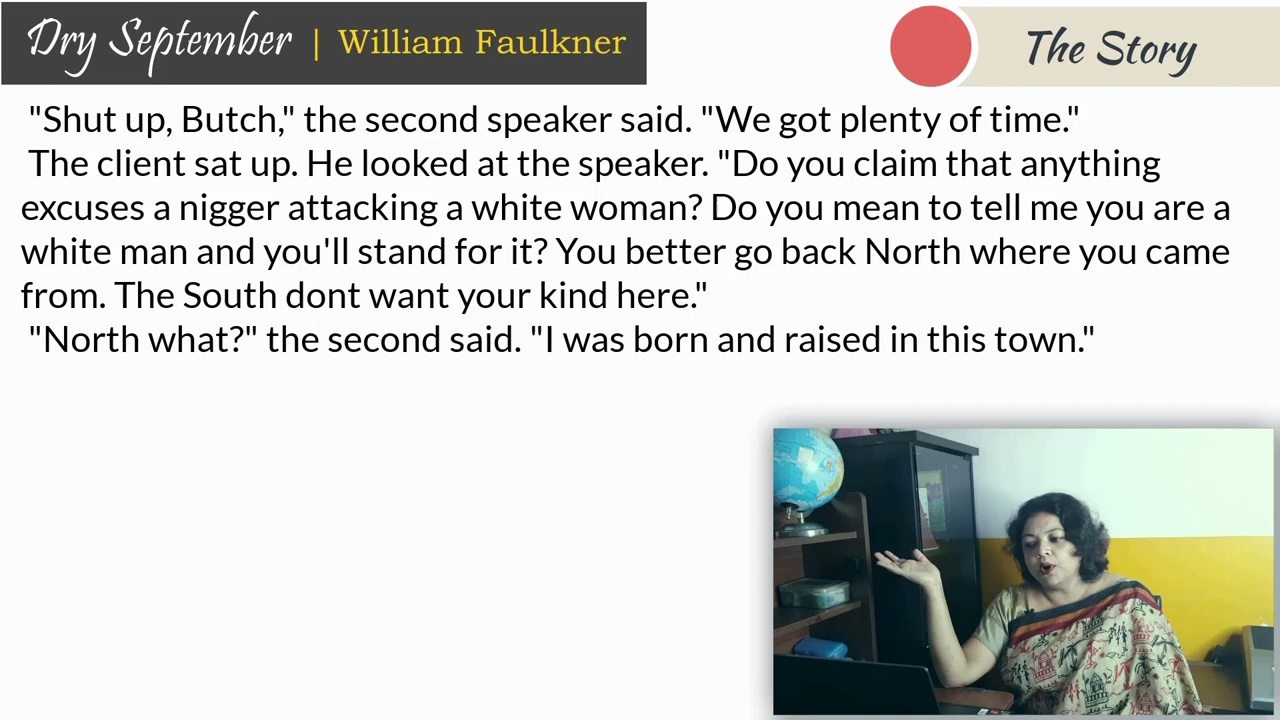 Dry September | William Faulkner
The Story
"Shut up, Butch," the second speaker said. "We got plenty of time."
The client sat up. He looked at the speaker. "Do you claim that anything
excuses a nigger attacking a white woman? Do you mean to tell me you are a
white man and you'll stand for it? You better go back North where you came
from. The South dont want your kind here."
"North what?" the second said. "I was born and raised in this town."